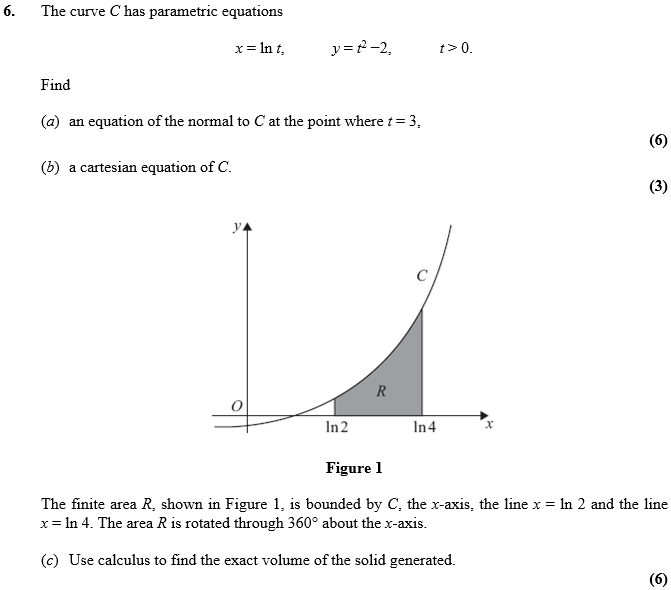 6. The curve C has parametric equations
x = ln t, y = t² –2, t > 0.
Find
(a) an equation of the normal to C at the point where t = 3,
(6)
(b) a cartesian equation of C.
(3)
y
C
R
O
ln 2 ln 4 x
Figure 1
The finite area R, shown in Figure 1, is bounded by C, the x-axis, the line x = ln 2 and the line
x = ln 4. The area R is rotated through 360° about the x-axis.
(c) Use calculus to find the exact volume of the solid generated.
(6)